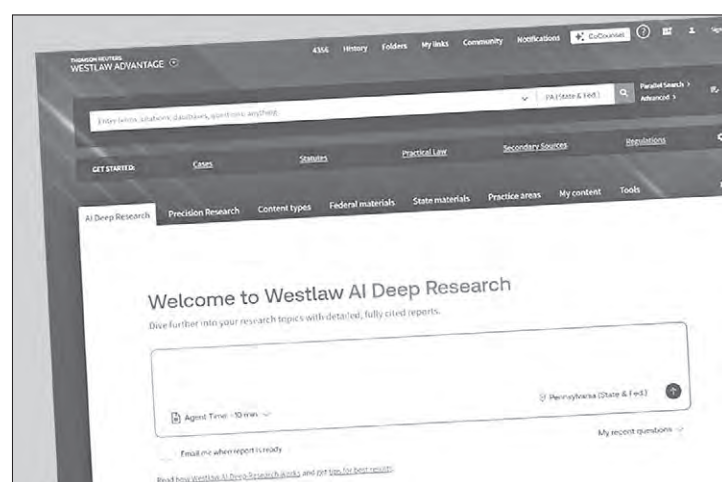 THOMSON REUTERS
WESTLAW ADVANTAGE
4356 History Folders My links Community Notifications CoCounsel ? Sign
Enter terms, citations, databases, questions, anything
PA (State & Fed.)
Parallel Search >
Advanced >
GET STARTED: Cases Statutes Practical Law Secondary Sources Regulations
AI Deep Research Precision Research Content types Federal materials State materials Practice areas My content Tools
Welcome to Westlaw AI Deep Research
Dive further into your research topics with detailed, fully cited reports.
Agent Time: ~10 min
Pennsylvania (State & Fed.)
Email me when report is ready
My recent questions
Read how Westlaw AI Deep Research works and get tips for best results.